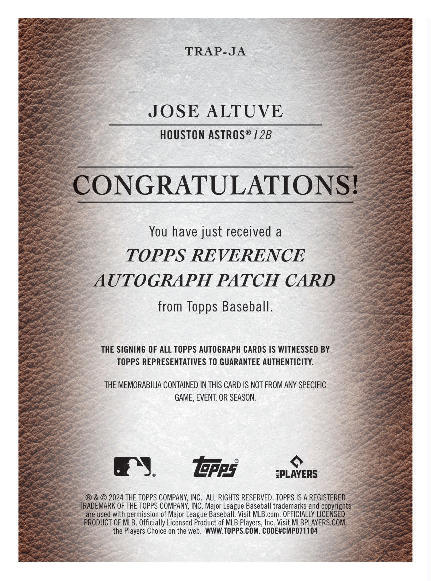 TRAP-JA
JOSE ALTUVE
HOUSTON ASTROS® / 2B
CONGRATULATIONS!
You have just received a
TOPPS REVERENCE
AUTOGRAPH PATCH CARD
from Topps Baseball.
THE SIGNING OF ALL TOPPS AUTOGRAPH CARDS IS WITNESSED BY
TOPPS REPRESENTATIVES TO GUARANTEE AUTHENTICITY.
THE MEMORABILIA CONTAINED IN THIS CARD IS NOT FROM ANY SPECIFIC
GAME, EVENT, OR SEASON.
Topps PLAYERS
® & © 2024 THE TOPPS COMPANY, INC. ALL RIGHTS RESERVED. TOPPS IS A REGISTERED
TRADEMARK OF THE TOPPS COMPANY, INC. Major League Baseball trademarks and copyrights
are used with permission of Major League Baseball. Visit MLB.com. OFFICIALLY LICENSED
PRODUCT OF MLB. Officially Licensed Product of MLB Players, Inc. Visit MLBPLAYERS.COM,
the Players Choice on the web. WWW.TOPPS.COM. CODE#CMP071104